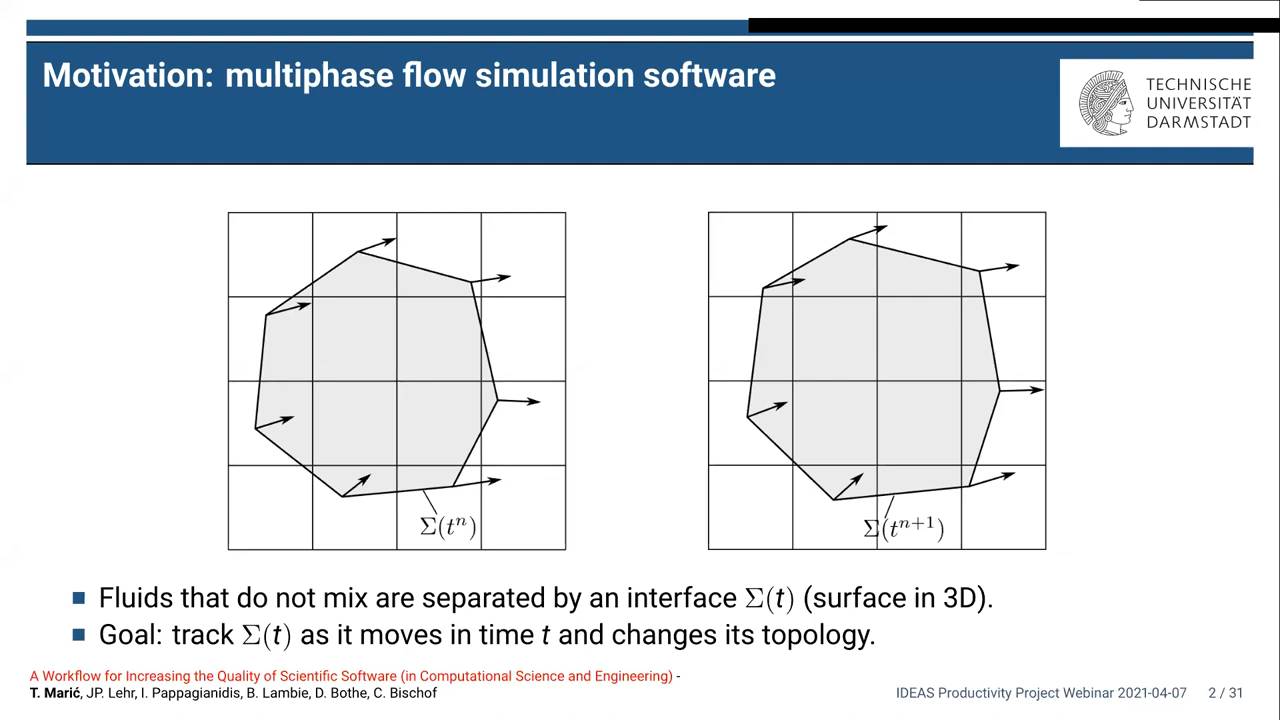 Motivation: multiphase flow simulation software
TECHNISCHE
UNIVERSITÄT
DARMSTADT
Σ(tⁿ)
Σ(tⁿ⁺¹)
Fluids that do not mix are separated by an interface Σ(t) (surface in 3D).
Goal: track Σ(t) as it moves in time t and changes its topology.
A Workflow for Increasing the Quality of Scientific Software (in Computational Science and Engineering) -
T. Marić, JP. Lehr, I. Pappagianidis, B. Lambie, D. Bothe, C. Bischof
IDEAS Productivity Project Webinar 2021-04-07 2 / 31